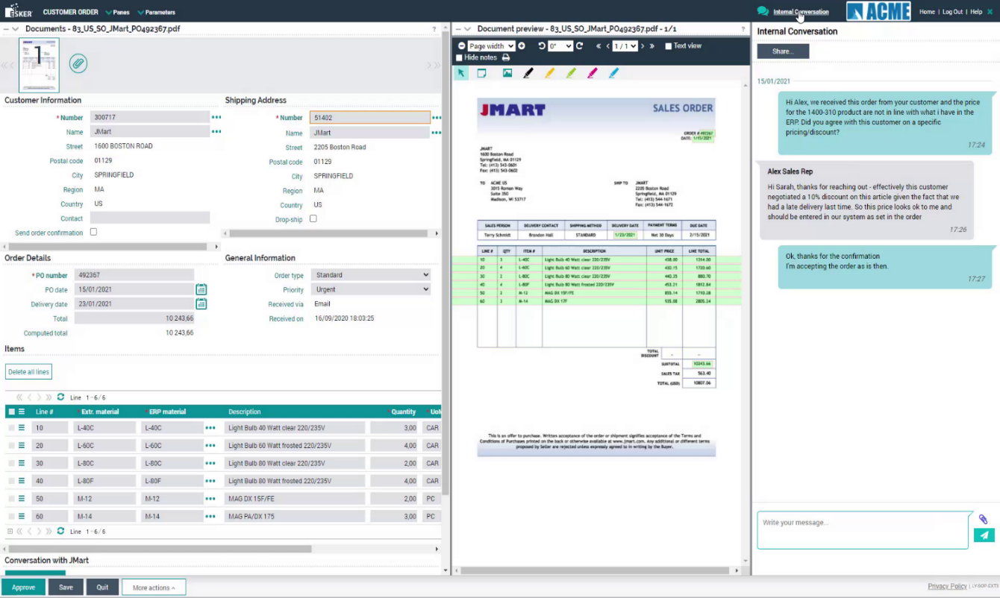 ESKER CUSTOMER ORDER Panes Parameters
Internal Conversation ACME Home | Log Out | Help X
Documents - 83_US_SO_JMart_PO492367.pdf ?
1
Customer Information
* Number 300717
Name JMart
Street 1600 BOSTON ROAD
Postal code 01129
City SPRINGFIELD
Region MA
Country US
Contact
Send order confirmation
Shipping Address
* Number 51402
Name JMart
Street 2205 Boston Road
Postal code 01129
City SPRINGFIELD
Region MA
Country US
Drop-ship
Order Details
* PO number 492367
PO date 15/01/2021
Delivery date 23/01/2021
Total 10 243,66
Computed total 10 243,66
General Information
Order type Standard
Priority Urgent
Received via Email
Received on 16/09/2020 18:03:25
Items
Delete all lines
Line 1-6/6
Line # * Extr. material * ERP material Description * Quantity * UoM
10 L-40C L-40C Light Bulb 40 Watt clear 220/235V 3,00 CAR
20 L-60C L-60C Light Bulb 60 Watt frosted 220/235V 4,00 CAR
30 L-80C L-80C Light Bulb 80 Watt clear 220/235V 2,00 CAR
40 L-80F L-80F Light Bulb 80 Watt frosted 220/235V 4,00 CAR
50 M-12 M-12 MAG DX 15F/FE 2,00 PC
60 M-14 M-14 MAG PA/DX 175 3,00 PC
Line 1-6/6
Conversation with JMart
Approve Save Quit More actions
Document preview - 83_US_SO_JMart_PO492367.pdf - 1/1 ?
Page width 0° 1 / 1 Text view
Hide notes
JMART SALES ORDER
ORDER # 492367
DATE: 1/15/2021
JMART
1600 Boston Road
Springfield, MA 01129
Tel: (413) 543-0601
Fax: (413) 543-0602
TO ACME US
3015 Roman Way
Suite 350
Madison, WI 53717
SHIP TO JMART
2205 Boston Road
Springfield, MA 01129
Tel: (413) 544-1671
Fax: (413) 544-1672
SALES PERSON DELIVERY CONTACT SHIPPING METHOD DELIVERY DATE PAYMENT TERMS DUE DATE
Terry Schmidt Brandon Hall STANDARD 1/23/2021 Net 30 Days 2/15/2021
LINE # QTY ITEM # DESCRIPTION UNIT PRICE LINE TOTAL
10 3 L-40C Light Bulb 40 Watt clear 220/235V 438.00 1314.00
20 4 L-60C Light Bulb 60 Watt clear 220/235V 430.15 1720.60
30 2 L-80C Light Bulb 80 Watt clear 220/235V 440.35 880.70
40 4 L-80F Light Bulb 80 Watt frosted 220/235V 453.21 1812.84
50 2 M-12 MAG DX 15F/FE 855.14 1710.28
60 3 M-14 MAG DX 17F 935.08 2805.24
TOTAL DISCOUNT - -
SUBTOTAL 10243.66
SALES TAX 563.40
TOTAL (USD) 10807.06
This is an offer to purchase. Written acceptance of the order or shipment signifies acceptance of the Terms and
Conditions of Purchases printed on the back or otherwise available at www.jmart.com. Any additional or different terms
proposed by Seller are rejected unless expressly agreed to in writing by the Buyer.
Internal Conversation
Share...
15/01/2021
Hi Alex, we received this order from your customer and the price
for the 1400-310 product are not in line with what i have in the
ERP. Did you agree with this customer on a specific
pricing/discount?
17:24
Alex Sales Rep
Hi Sarah, thanks for reaching out - effectively this customer
negotiated a 10% discount on this article given the fact that we
had a late delivery last time. So this price looks ok to me and
should be entered in our system as set in the order
17:26
Ok, thanks for the confirmation
I'm accepting the order as is then.
17:27
Write your message...
Privacy Policy |